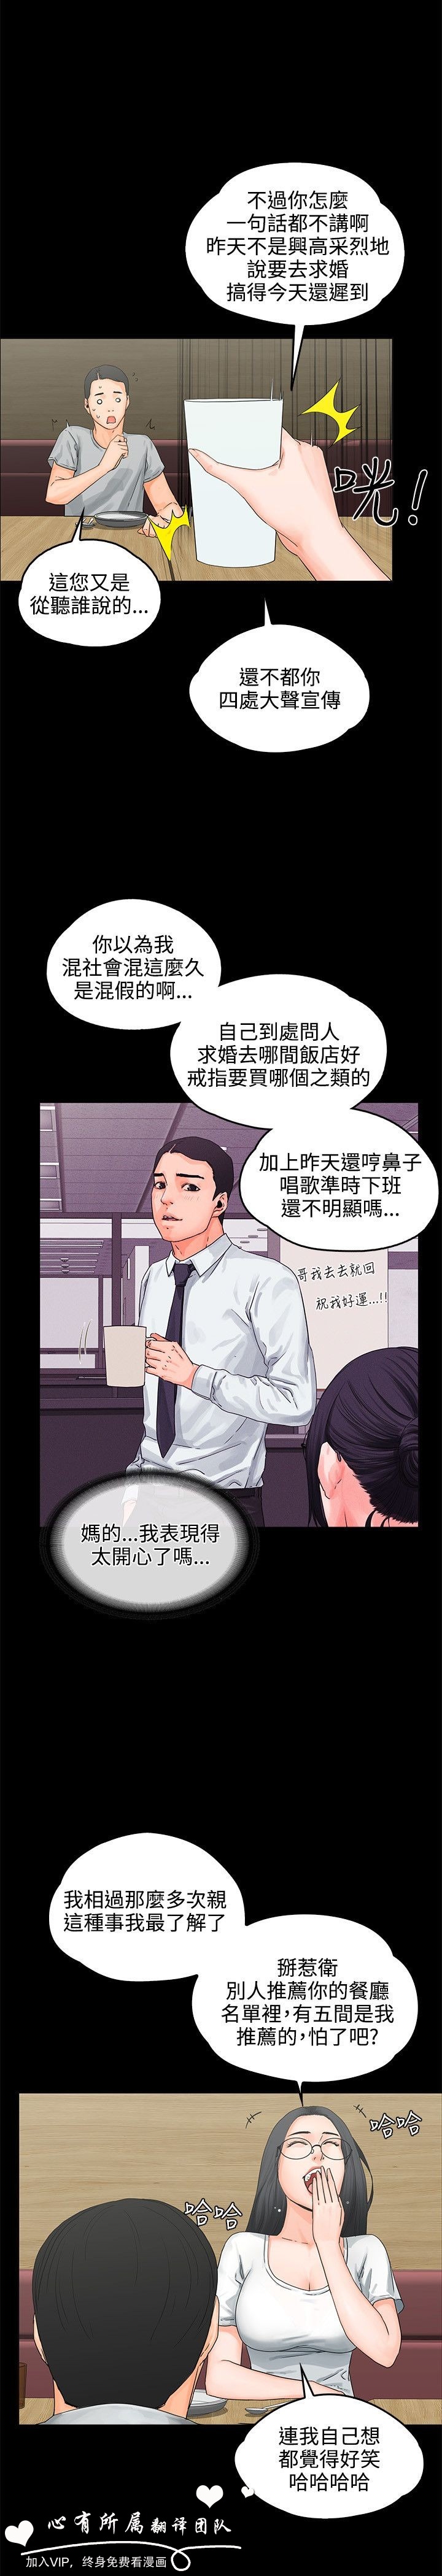 不過你怎麼
一句話都不講啊
昨天不是興高采烈地
說要去求婚
搞得今天還遲到
咣!
這您又是
從聽誰說的...
還不都你
四處大聲宣傳
你以為我
混社會混這麼久
是混假的啊...
自己到處問人
求婚去哪間飯店好
戒指要買哪個之類的
加上昨天還哼鼻子
唱歌準時下班
還不明顯嗎...
哥我去去就回
祝我好運...!!
媽的...我表現得
太開心了嗎...
我相過那麼多次親
這種事我最了解了
掰惹衛
別人推薦你的餐廳
名單裡,有五間是我
推薦的,怕了吧?
哈哈
哈哈
連我自己想
都覺得好笑
哈哈哈哈
心有所属翻译团队
加入VIP，终身免费看漫画